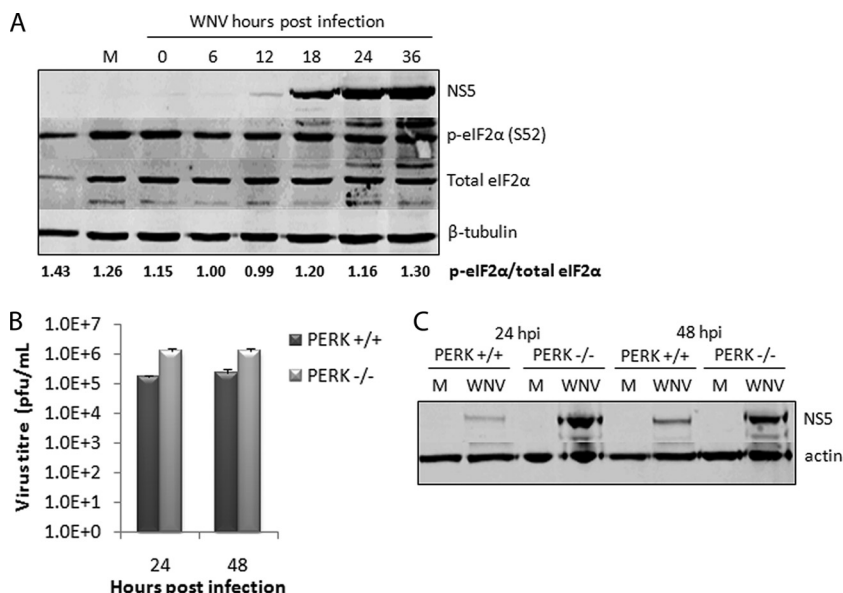 A
WNV hours post infection
M 0 6 12 18 24 36
NS5
p-eIF2α (S52)
Total eIF2α
β-tubulin
1.43 1.26 1.15 1.00 0.99 1.20 1.16 1.30 p-eIF2α/total eIF2α
B
1.0E+7
1.0E+6
1.0E+5
1.0E+4
1.0E+3
1.0E+2
1.0E+1
1.0E+0
Virus titre (pfu/mL)
24 48
Hours post infection
PERK +/+
PERK -/-
C
24 hpi 48 hpi
PERK +/+ PERK -/- PERK +/+ PERK -/-
M WNV M WNV M WNV M WNV
NS5
actin